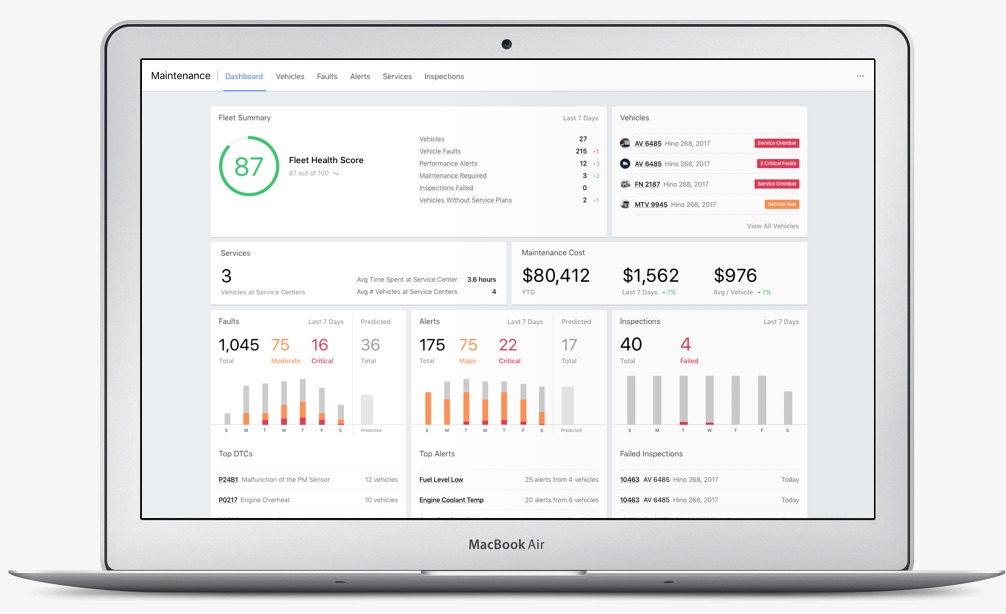 Maintenance Dashboard Vehicles Faults Alerts Services Inspections ...
Fleet Summary Last 7 Days
87
Fleet Health Score
87 out of 100
Vehicles 27
Vehicle Faults 215 +1
Performance Alerts 12 +3
Maintenance Required 3 +2
Inspections Failed 0
Vehicles Without Service Plans 2 +1
Vehicles
AV 6485 Hino 268, 2017 Service Overdue
AV 6485 Hino 268, 2017 3 Critical Faults
FN 2187 Hino 268, 2017 Service Overdue
MTV 9945 Hino 268, 2017 Service Due
View All Vehicles
Services
3
Vehicles at Service Centers
Avg Time Spent at Service Center 3.6 hours
Avg # Vehicles at Service Centers 4
Maintenance Cost
$80,412 $1,562 $976
YTD Last 7 Days 7% Avg / Vehicle 7%
Faults Last 7 Days Predicted
1,045 75 16 36
Total Moderate Critical Total
S M T W T F S Predicted
Top DTCs
P24B1 Malfunction of the PM Sensor 12 vehicles
P0217 Engine Overheat 10 vehicles
Alerts Last 7 Days Predicted
175 75 22 17
Total Major Critical Total
S M T W T F S Predicted
Top Alerts
Fuel Level Low 25 alerts from 4 vehicles
Engine Coolant Temp 20 alerts from 6 vehicles
Inspections Last 7 Days
40 4
Total Failed
S M T W T F S
Failed Inspections
10463 AV 6485 Hino 268, 2017 Today
10463 AV 6485 Hino 268, 2017 Today
MacBook Air